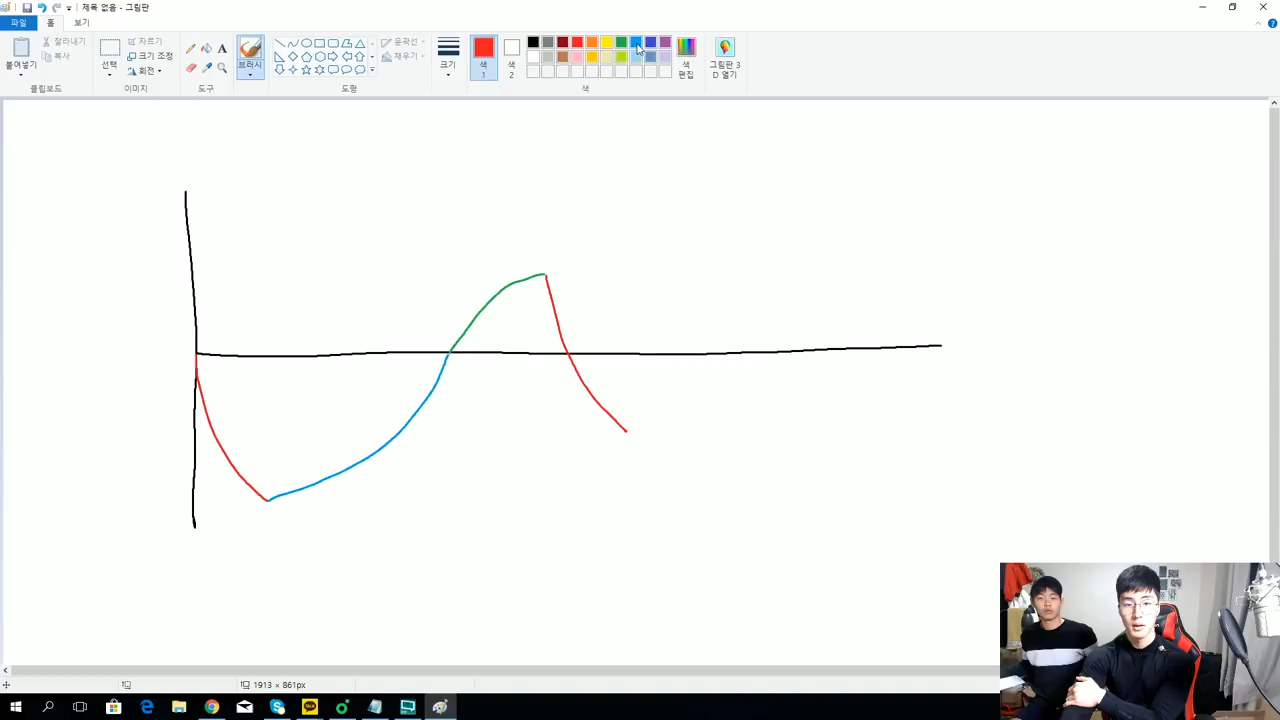 제목 없음 - 그림판
파일 홈 보기
붙여넣기 잘라내기 복사 클립보드
선택 자르기 크기 조정 회전 이미지
A 도구
브러시
윤곽선 채우기 도형
크기
색 1 색 2 색 편집 색
그림판 3D 열기
1913 × 861px